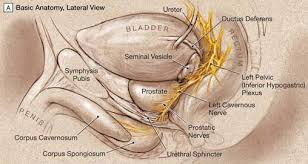 A Basic Anatomy, Lateral View
Ureter
Ductus Deferens
BLADDER
RECTUM
Seminal Vesicle
Symphysis
Pubis
Left Pelvic
(Inferior Hypogastric)
Plexus
Prostate
Left Cavernous
Nerve
PENIS
Prostatic
Nerves
Corpus Cavernosum
Corpus Spongiosum
Urethral Sphincter